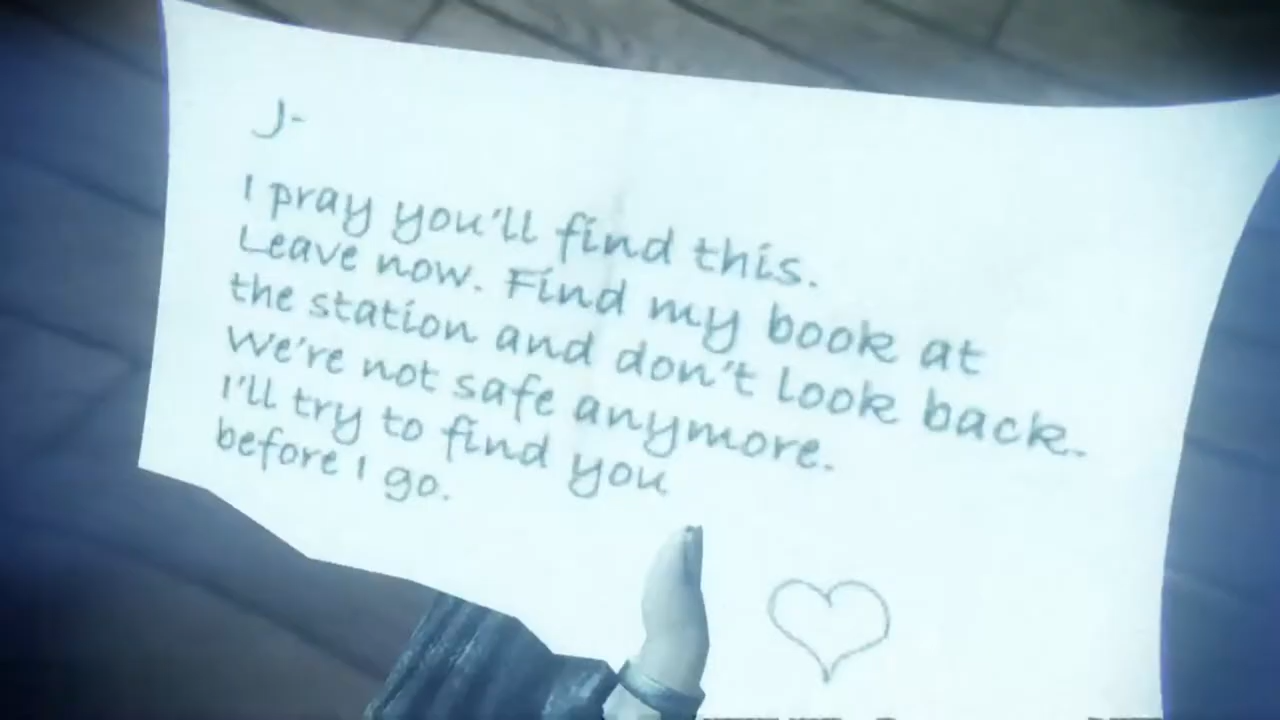 J-
I pray you'll find this.
Leave now. Find my book at
the station and don't look back.
We're not safe anymore.
I'll try to find you
before I go.